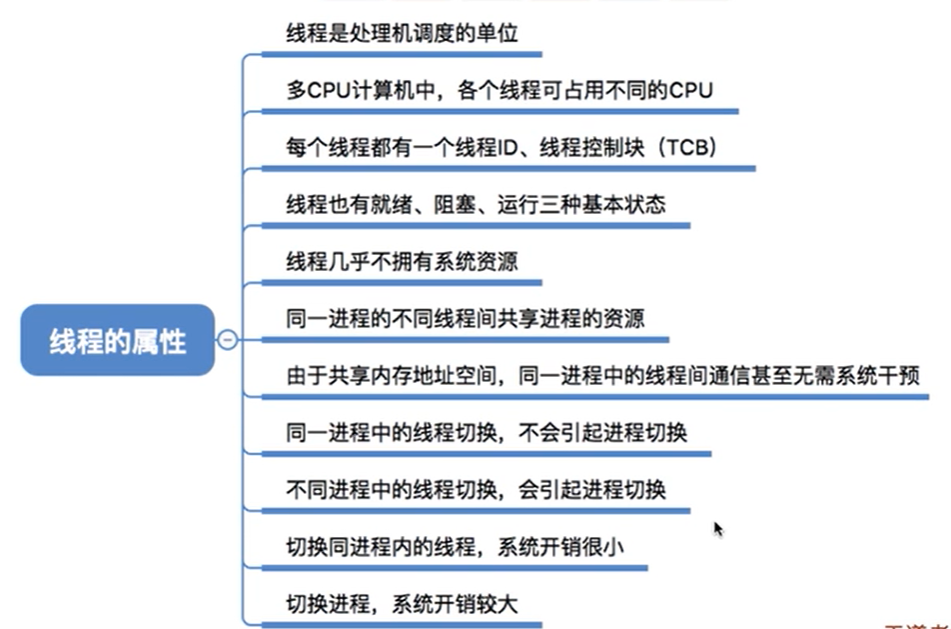 线程是处理机调度的单位
多CPU计算机中，各个线程可占用不同的CPU
每个线程都有一个线程ID、线程控制块（TCB）
线程也有就绪、阻塞、运行三种基本状态
线程几乎不拥有系统资源
线程的属性
同一进程的不同线程间共享进程的资源
由于共享内存地址空间，同一进程中的线程间通信甚至无需系统干预
同一进程中的线程切换，不会引起进程切换
不同进程中的线程切换，会引起进程切换
切换同进程内的线程，系统开销很小
切换进程，系统开销较大